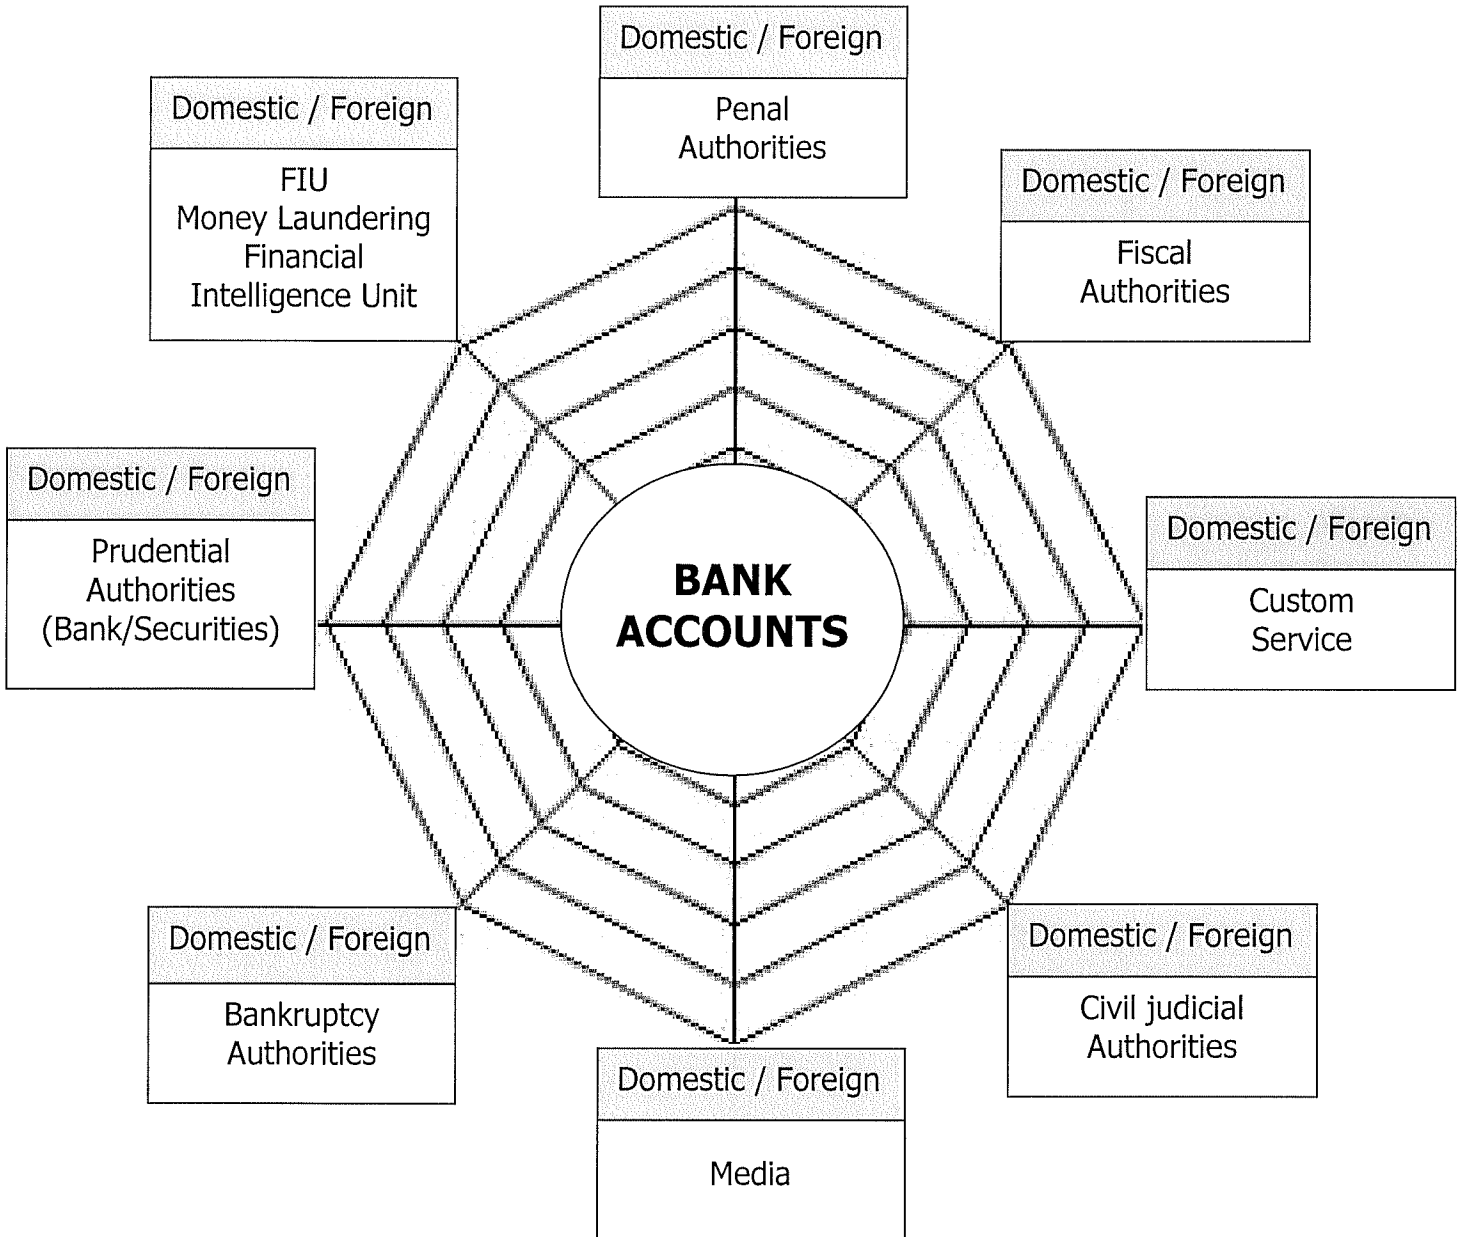 Domestic / Foreign
Penal
Authorities
Domestic / Foreign
FIU
Money Laundering
Financial
Intelligence Unit
Domestic / Foreign
Fiscal
Authorities
Domestic / Foreign
Prudential
Authorities
(Bank/Securities)
BANK
ACCOUNTS
Domestic / Foreign
Custom
Service
Domestic / Foreign
Bankruptcy
Authorities
Domestic / Foreign
Civil judicial
Authorities
Domestic / Foreign
Media